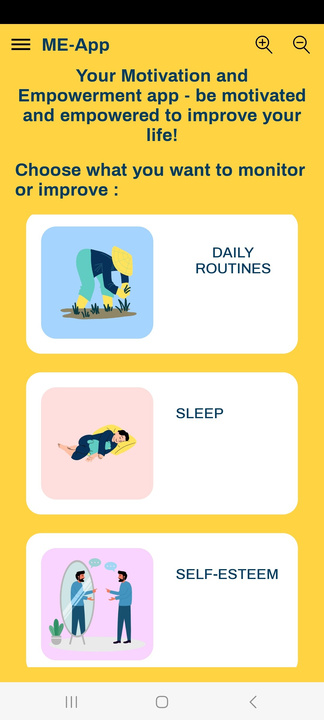 ME-App
Your Motivation and
Empowerment app - be motivated
and empowered to improve your
life!
Choose what you want to monitor
or improve :
DAILY
ROUTINES
SLEEP
SELF-ESTEEM